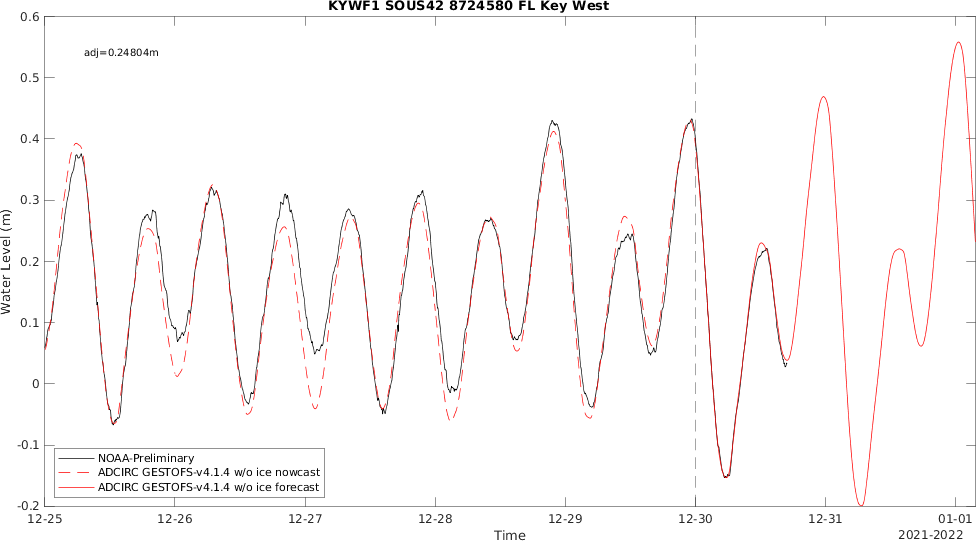 KYWF1 SOUS42 8724580 FL Key West
adj=0.24804m
0.6
0.5
0.4
0.3
0.2
0.1
0
-0.1
-0.2
Water Level (m)
NOAA-Preliminary
ADCIRC GESTOFS-v4.1.4 w/o ice nowcast
ADCIRC GESTOFS-v4.1.4 w/o ice forecast
12-25 12-26 12-27 12-28 12-29 12-30 12-31 01-01
Time
2021-2022